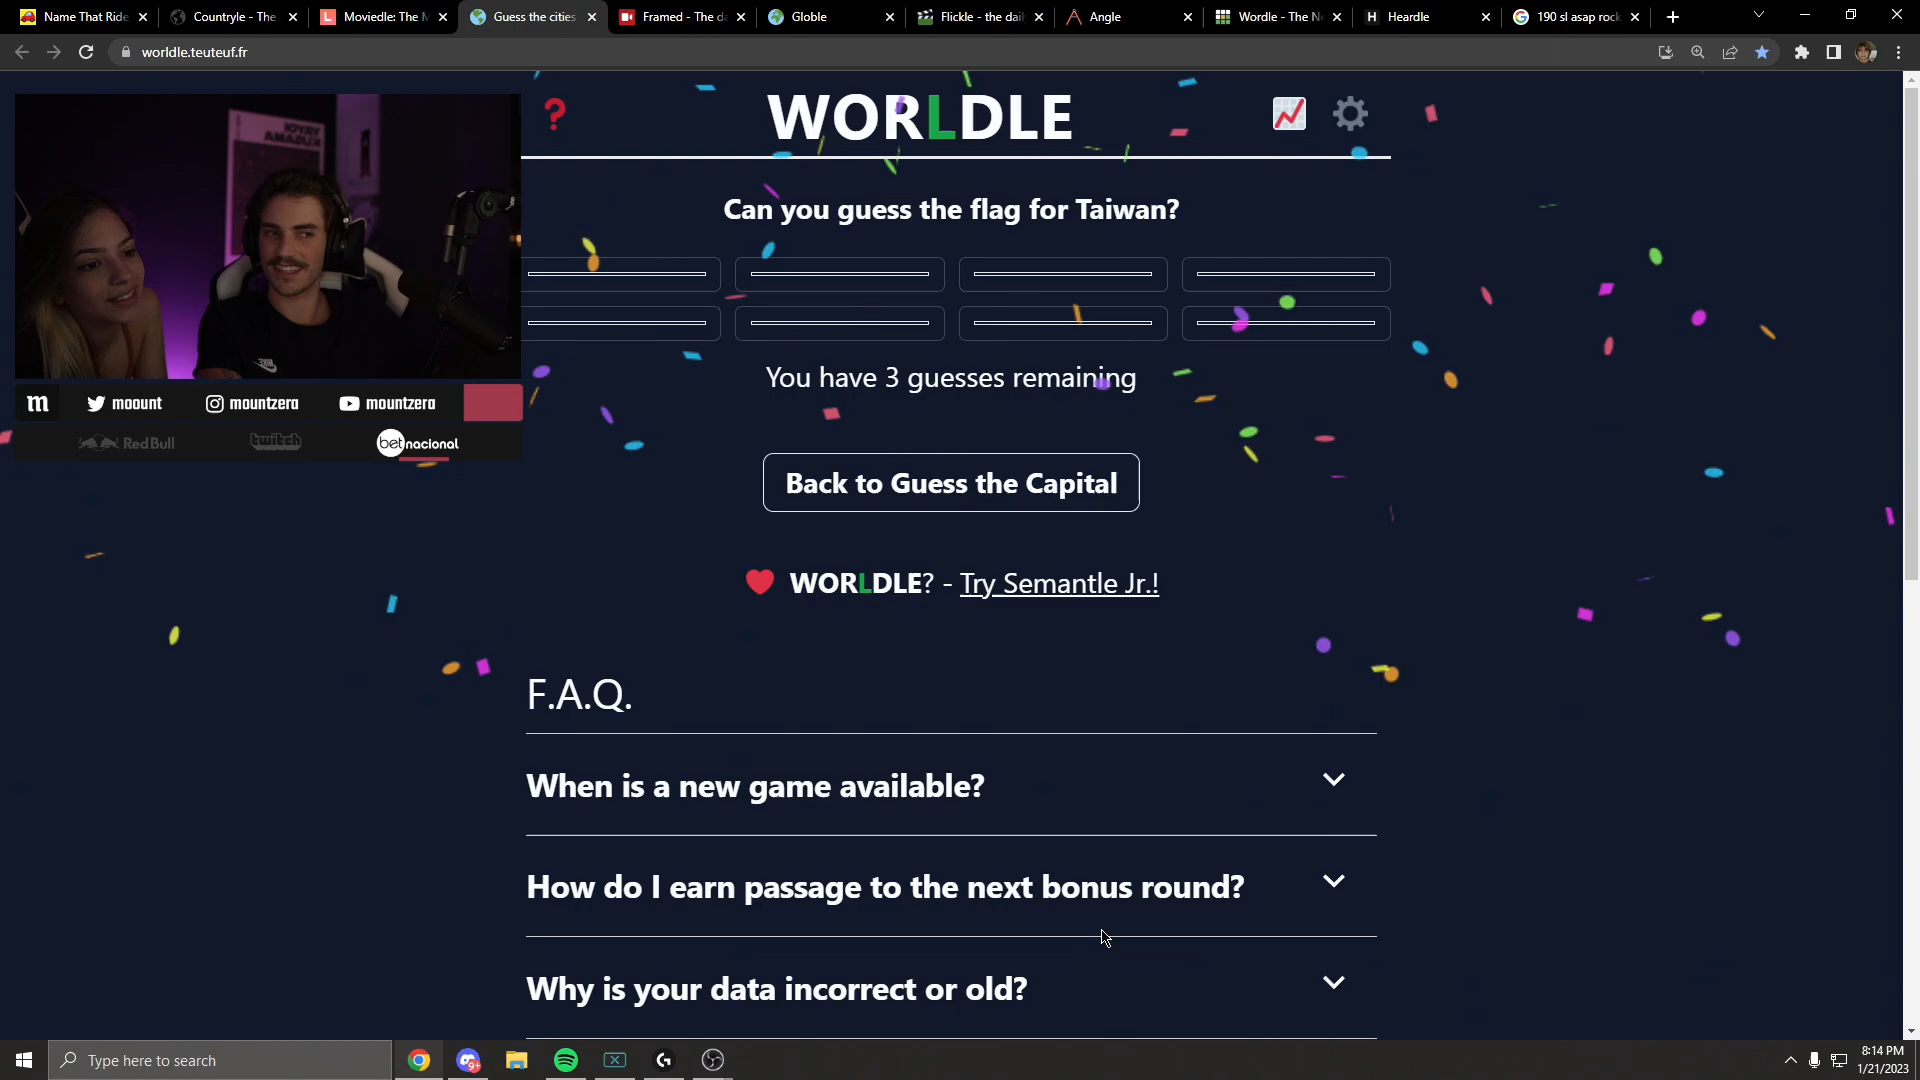 Name That Ride
Countryle - The
Moviedle: The M
Guess the cities
Framed - The da
Globle
Flickle - the dail
Angle
Wordle - The N
Heardle
190 sl asap rock
worldle.teuteuf.fr
WORLDLE
Can you guess the flag for Taiwan?
You have 3 guesses remaining
m moount mountzera mountzera
Red Bull twitch betnacional
Back to Guess the Capital
WORLDLE? - Try Semantle Jr.!
F.A.Q.
When is a new game available?
How do I earn passage to the next bonus round?
Why is your data incorrect or old?
Type here to search
9+
8:14 PM
1/21/2023